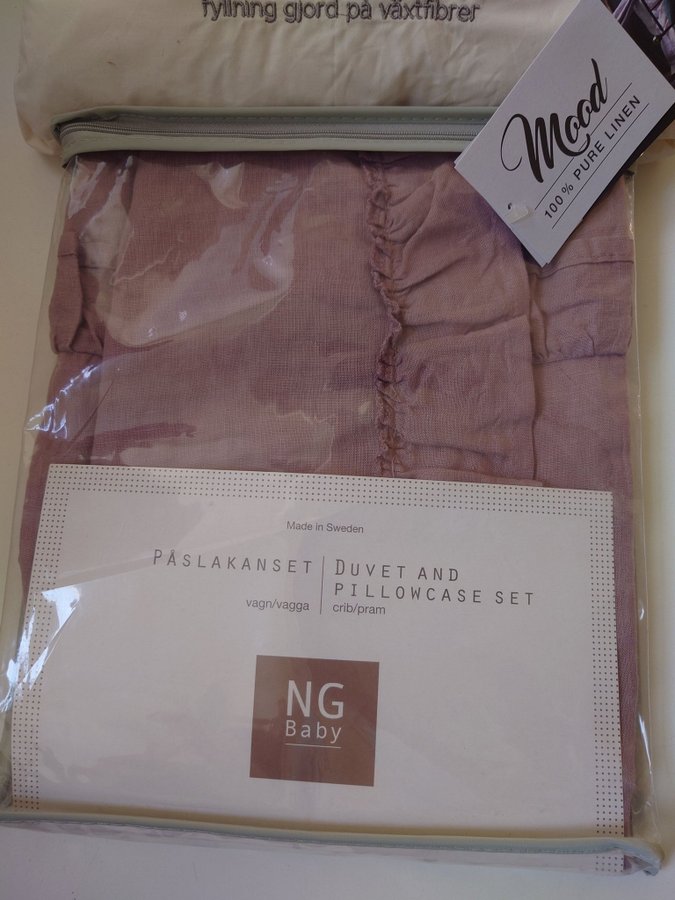 fyllning gjord på växtfibrer
Mood
100% PURE LINEN
Made in Sweden
PÅSLAKANSET
vagn/vagga
DUVET AND
PILLOWCASE SET
crib/pram
NG
Baby